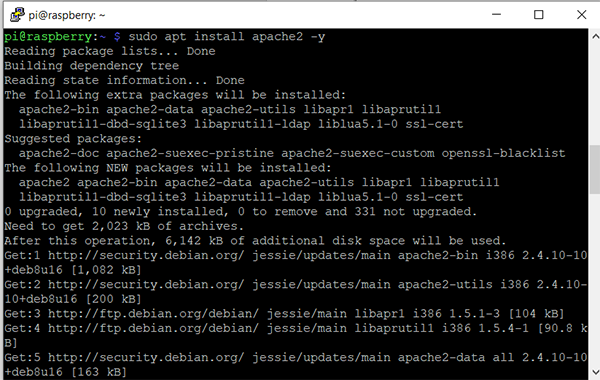 pi@raspberry: ~
pi@raspberry:~ $ sudo apt install apache2 -y
Reading package lists... Done
Building dependency tree
Reading state information... Done
The following extra packages will be installed:
  apache2-bin apache2-data apache2-utils libapr1 libaprutil1
  libaprutil1-dbd-sqlite3 libaprutil1-ldap liblua5.1-0 ssl-cert
Suggested packages:
  apache2-doc apache2-suexec-pristine apache2-suexec-custom openssl-blacklist
The following NEW packages will be installed:
  apache2 apache2-bin apache2-data apache2-utils libapr1 libaprutil1
  libaprutil1-dbd-sqlite3 libaprutil1-ldap liblua5.1-0 ssl-cert
0 upgraded, 10 newly installed, 0 to remove and 331 not upgraded.
Need to get 2,023 kB of archives.
After this operation, 6,142 kB of additional disk space will be used.
Get:1 http://security.debian.org/ jessie/updates/main apache2-bin i386 2.4.10-10
+deb8u16 [1,082 kB]
Get:2 http://security.debian.org/ jessie/updates/main apache2-utils i386 2.4.10-
10+deb8u16 [200 kB]
Get:3 http://ftp.debian.org/debian/ jessie/main libapr1 i386 1.5.1-3 [104 kB]
Get:4 http://ftp.debian.org/debian/ jessie/main libaprutil1 i386 1.5.4-1 [90.8 k
B]
Get:5 http://security.debian.org/ jessie/updates/main apache2-data all 2.4.10-10
+deb8u16 [163 kB]